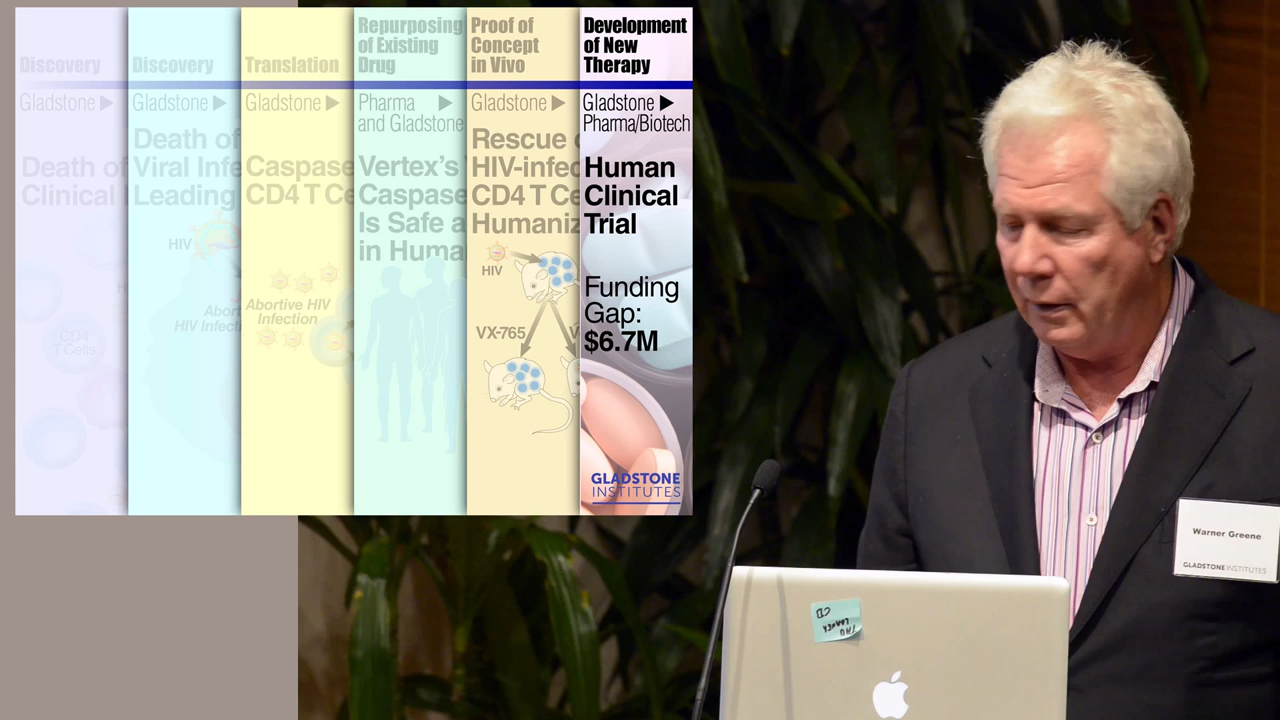 Discovery
Gladstone ▶
Death of
Clinical
CD4
T Cells
Discovery
Gladstone ▶
Death of
Viral Infe
Leading
HIV
Abor
HIV Infecti
Translation
Gladstone ▶
Caspase
CD4 T Ce
Abortive HIV
Infection
Repurposing
of Existing
Drug
Pharma ▶
and Gladstone
Vertex's
Caspase
Is Safe a
in Huma
Proof of
Concept
in Vivo
Gladstone ▶
Rescue
HIV-infec
CD4 T Ce
Humaniz
HIV
VX-765
V
Development
of New
Therapy
Gladstone ▶
Pharma/Biotech
Human
Clinical
Trial
Funding
Gap:
$6.7M
GLADSTONE
INSTITUTES
Warner Greene
GLADSTONE INSTITUTES